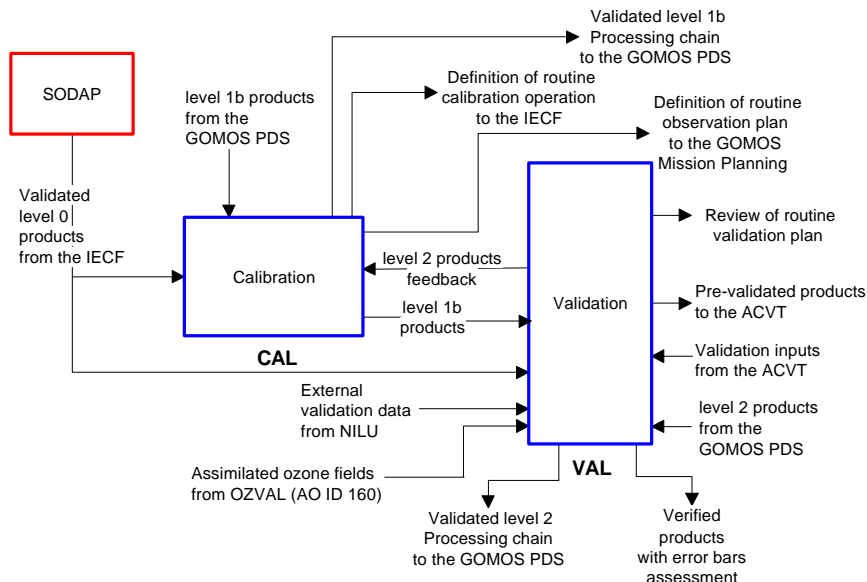 Validated level 1b
Processing chain
to the GOMOS PDS
SODAP
level 1b products
from the
GOMOS PDS
Definition of routine
calibration operation
to the IECF
Definition of routine
observation plan
to the GOMOS
Mission Planning
Validated
level 0
products
from the IECF
Calibration
level 2 products
feedback
level 1b
products
Validation
Review of routine
validation plan
Pre-validated products
to the ACVT
Validation inputs
from the ACVT
level 2 products
from the
GOMOS PDS
CAL
External
validation data
from NILU
Assimilated ozone fields
from OZVAL (AO ID 160)
VAL
Validated level 2
Processing chain
to the GOMOS PDS
Verified
products
with error bars
assessment